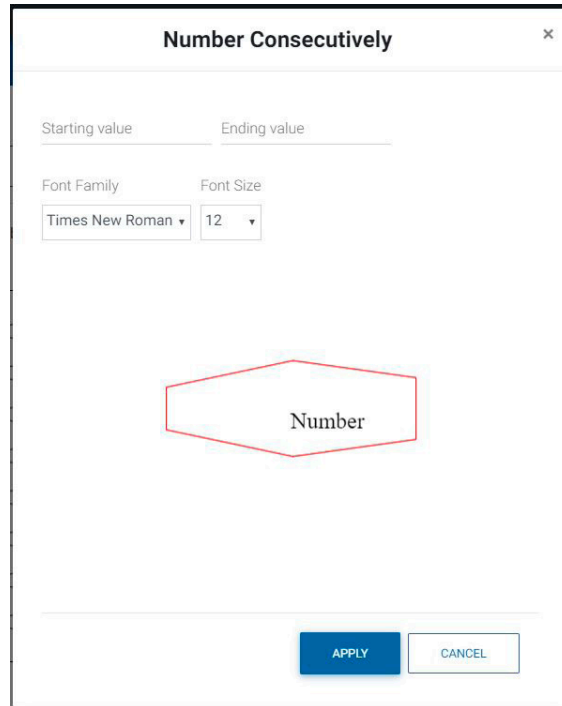 Number Consecutively ×
Starting value Ending value
Font Family Font Size
Times New Roman 12
Number
APPLY CANCEL